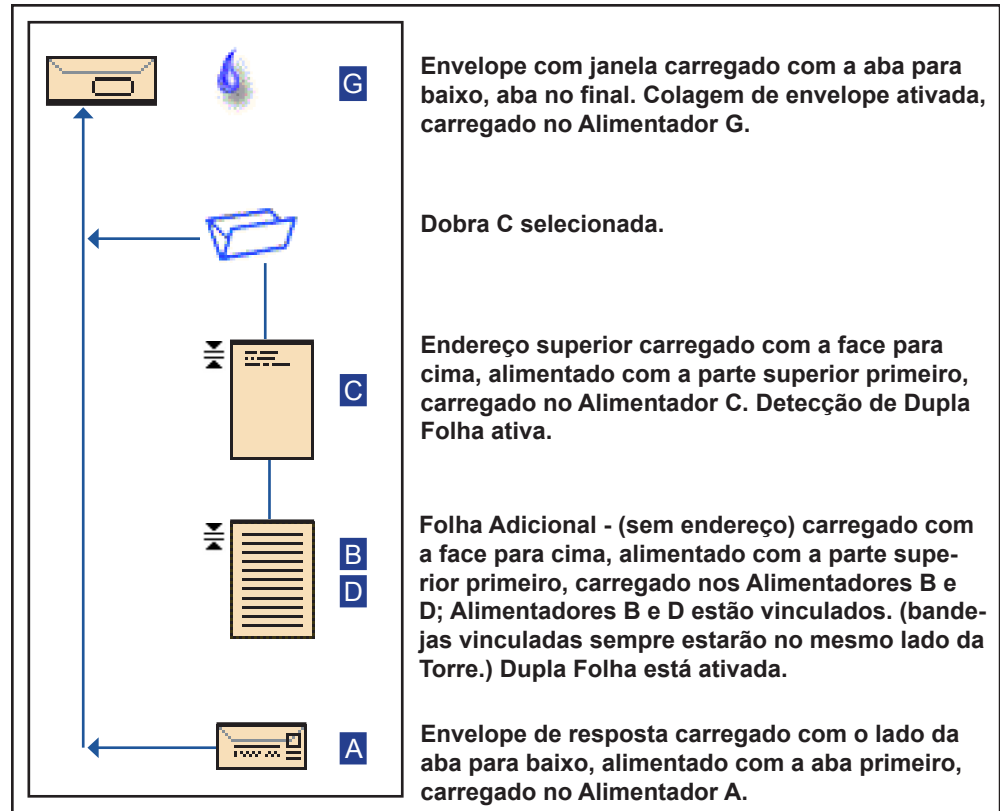 G
Envelope com janela carregado com a aba para
baixo, aba no final. Colagem de envelope ativada,
carregado no Alimentador G.
Dobra C selecionada.
C
Endereço superior carregado com a face para
cima, alimentado com a parte superior primeiro,
carregado no Alimentador C. Detecção de Dupla
Folha ativa.
B
D
Folha Adicional - (sem endereço) carregado com
a face para cima, alimentado com a parte supe-
rior primeiro, carregado nos Alimentadores B e
D; Alimentadores B e D estão vinculados. (bande-
jas vinculadas sempre estarão no mesmo lado da
Torre.) Dupla Folha está ativada.
A
Envelope de resposta carregado com o lado da
aba para baixo, alimentado com a aba primeiro,
carregado no Alimentador A.